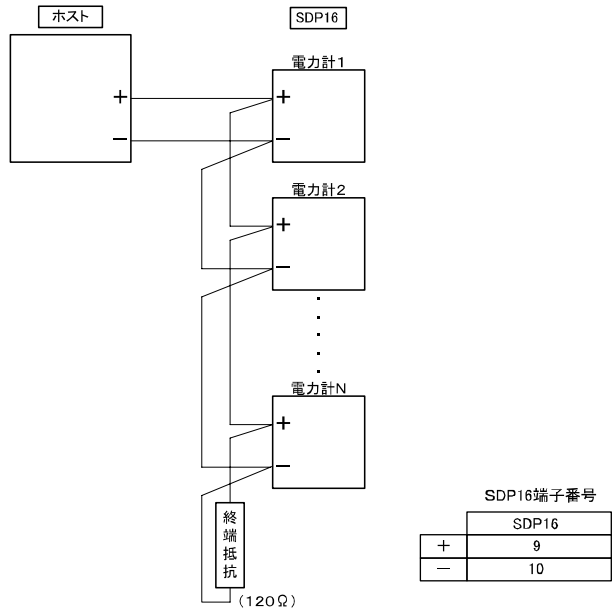 ホスト
SDP16
電力計1
+
+
−
−
電力計2
+
−
電力計N
+
−
終端抵抗
(120Ω)
SDP16端子番号
SDP16
+ 9
− 10